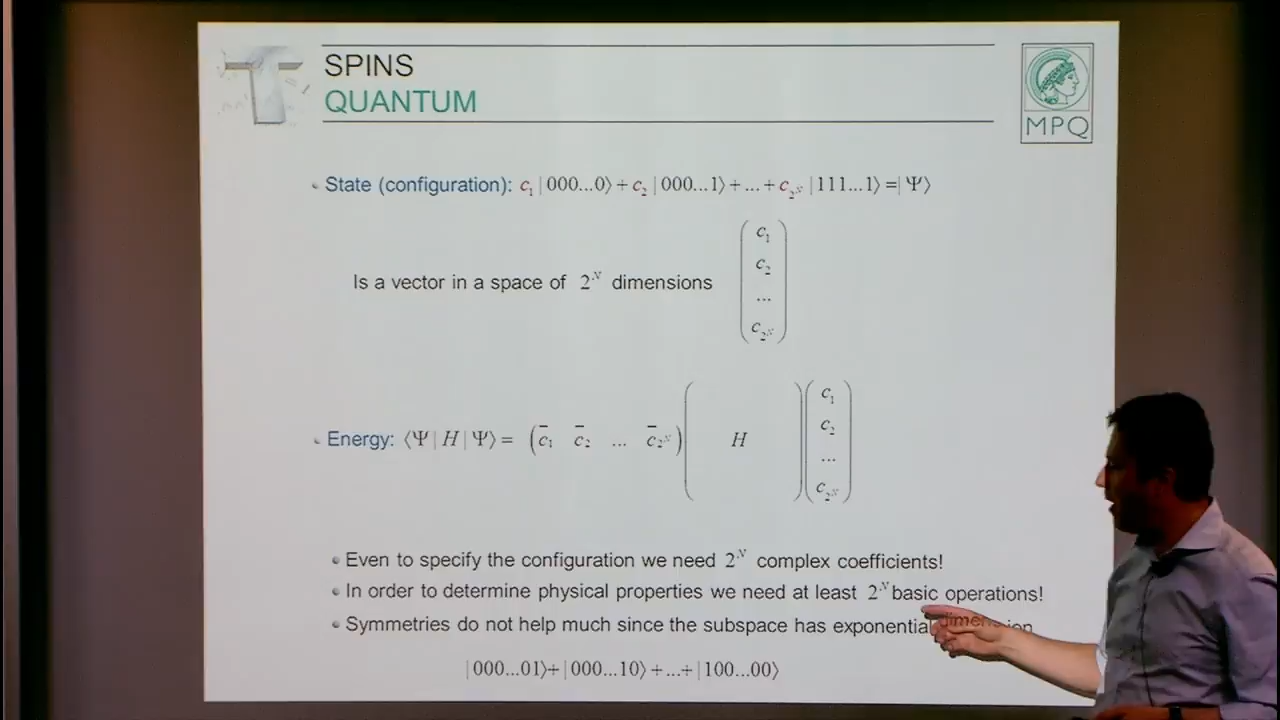 SPINS
QUANTUM
MPQ
• State (configuration): c₁|000...0⟩+c₂|000...1⟩+...+c_{2^N}|111...1⟩=|Ψ⟩
Is a vector in a space of 2^N dimensions
c₁
c₂
...
c_{2^N}
• Energy: ⟨Ψ|H|Ψ⟩= (c̄₁ c̄₂ ... c̄_{2^N}) ( H )
c₁
c₂
...
c_{2^N}
• Even to specify the configuration we need 2^N complex coefficients!
• In order to determine physical properties we need at least 2^N basic operations!
• Symmetries do not help much since the subspace has exponential dimension
|000...01⟩+|000...10⟩+...+|100...00⟩